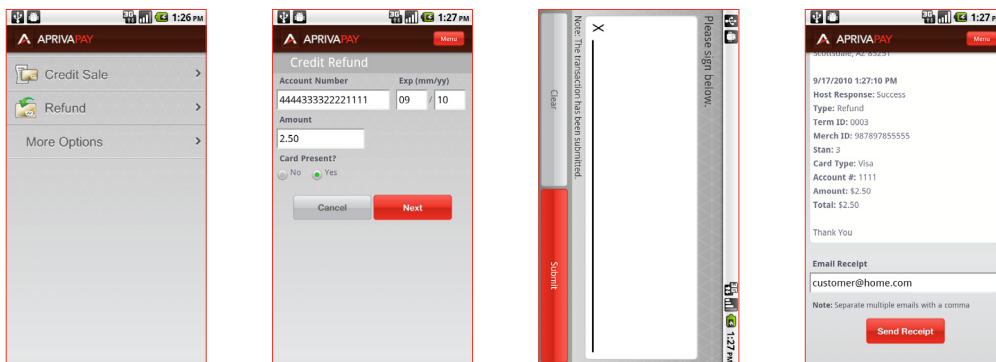 1:26 PM
APRIVAPAY
Credit Sale
Refund
More Options
1:27 PM
APRIVAPAY
Menu
Credit Refund
Account Number Exp (mm/yy)
4444333322221111 09 / 10
Amount
2.50
Card Present?
No Yes
Cancel Next
1:27 PM
Please sign below.
X
Note: The transaction has been submitted.
Clear Submit
1:27 P
APRIVAPAY
Menu
Scottsdale, AZ 85251
9/17/2010 1:27:10 PM
Host Response: Success
Type: Refund
Term ID: 0003
Merch ID: 987897855555
Stan: 3
Card Type: Visa
Account #: 1111
Amount: $2.50
Total: $2.50
Thank You
Email Receipt
customer@home.com
Note: Separate multiple emails with a comma
Send Receipt